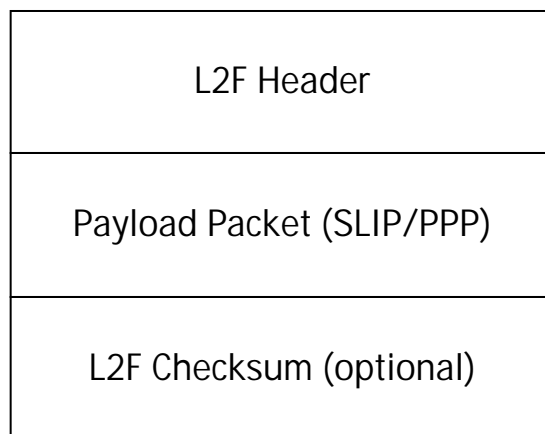 L2F Header
Payload Packet (SLIP/PPP)
L2F Checksum (optional)